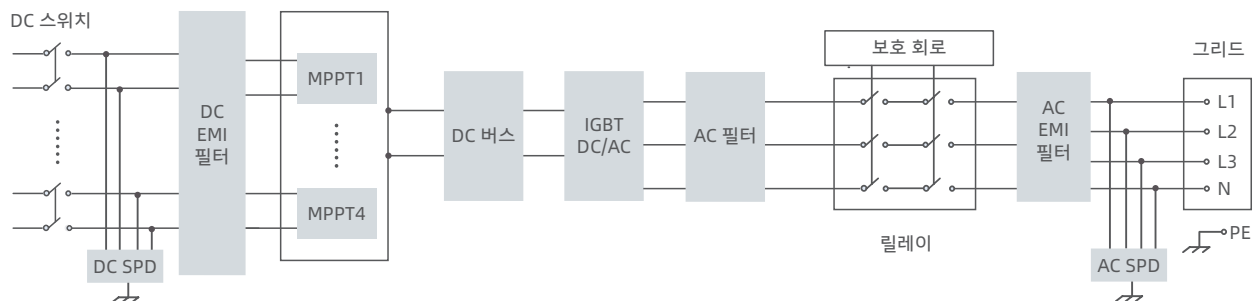 DC 스위치
DC SPD
DC
EMI
필터
MPPT1
MPPT4
DC 버스
IGBT
DC/AC
AC 필터
보호 회로
릴레이
AC
EMI
필터
AC SPD
그리드
L1
L2
L3
N
PE